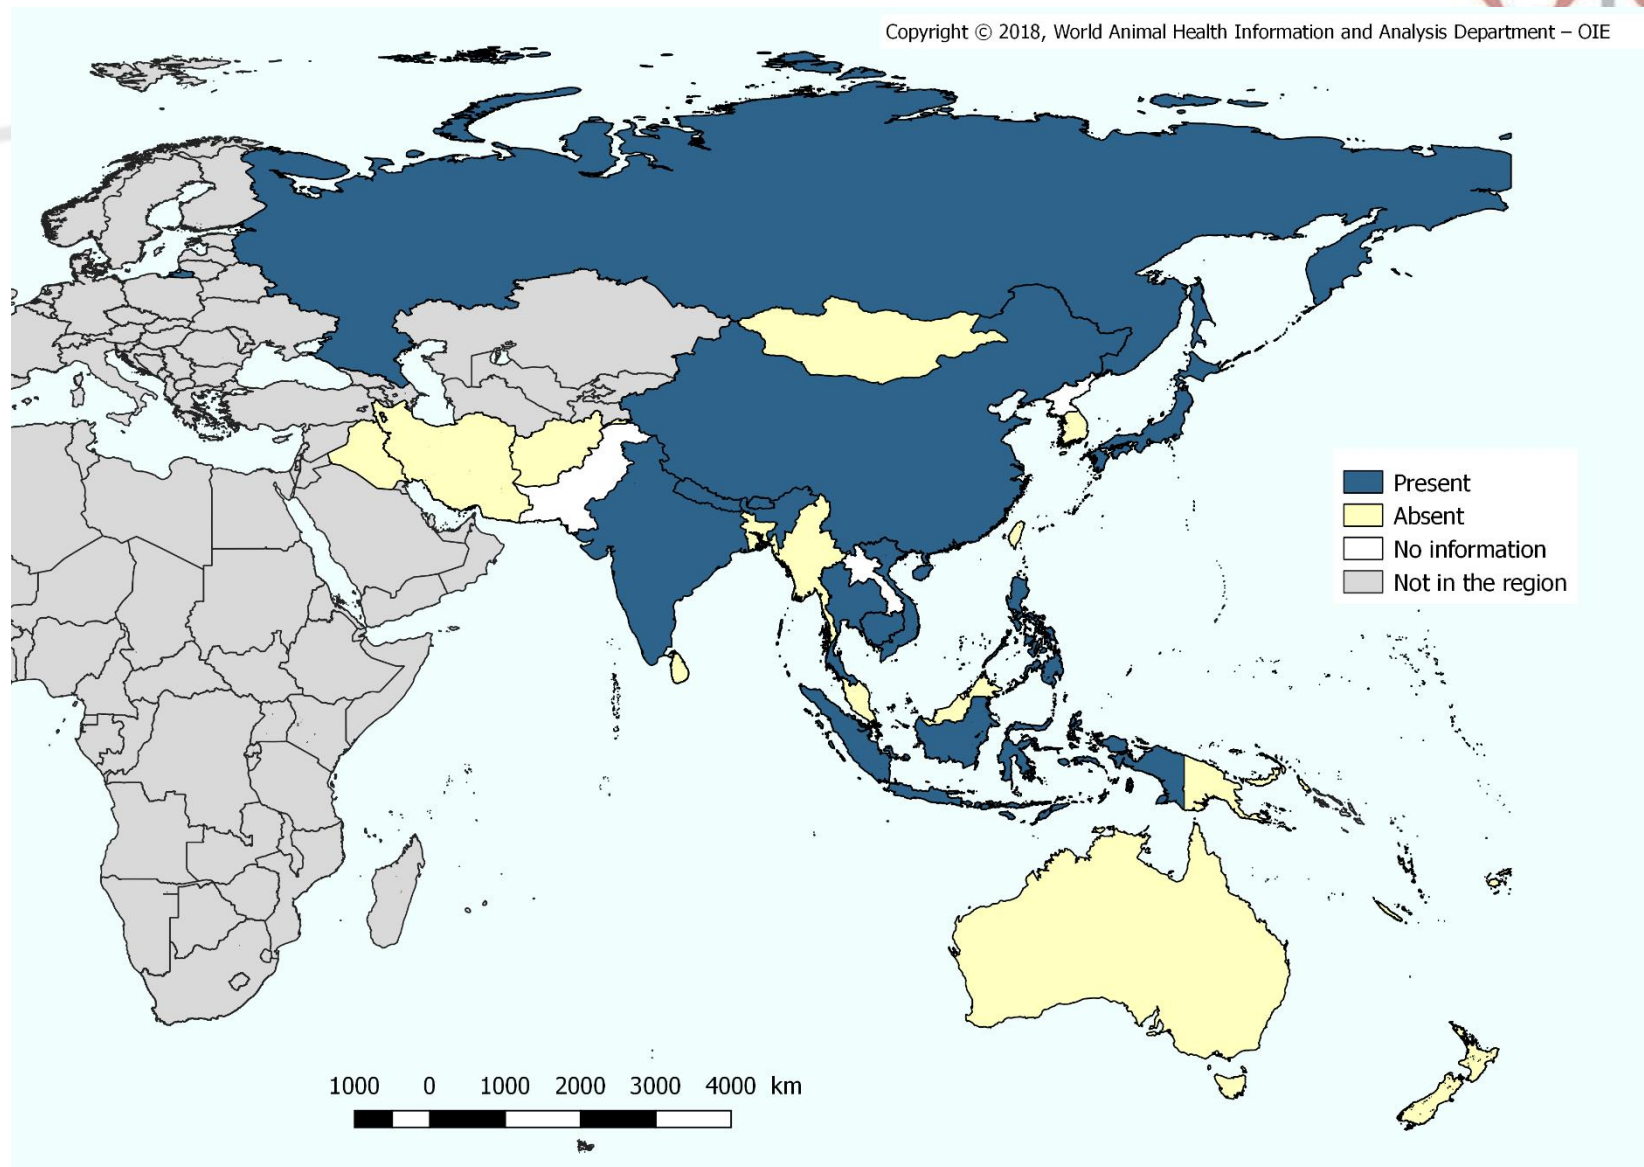 Copyright © 2018, World Animal Health Information and Analysis Department – OIE
Present
Absent
No information
Not in the region
1000 0 1000 2000 3000 4000 km